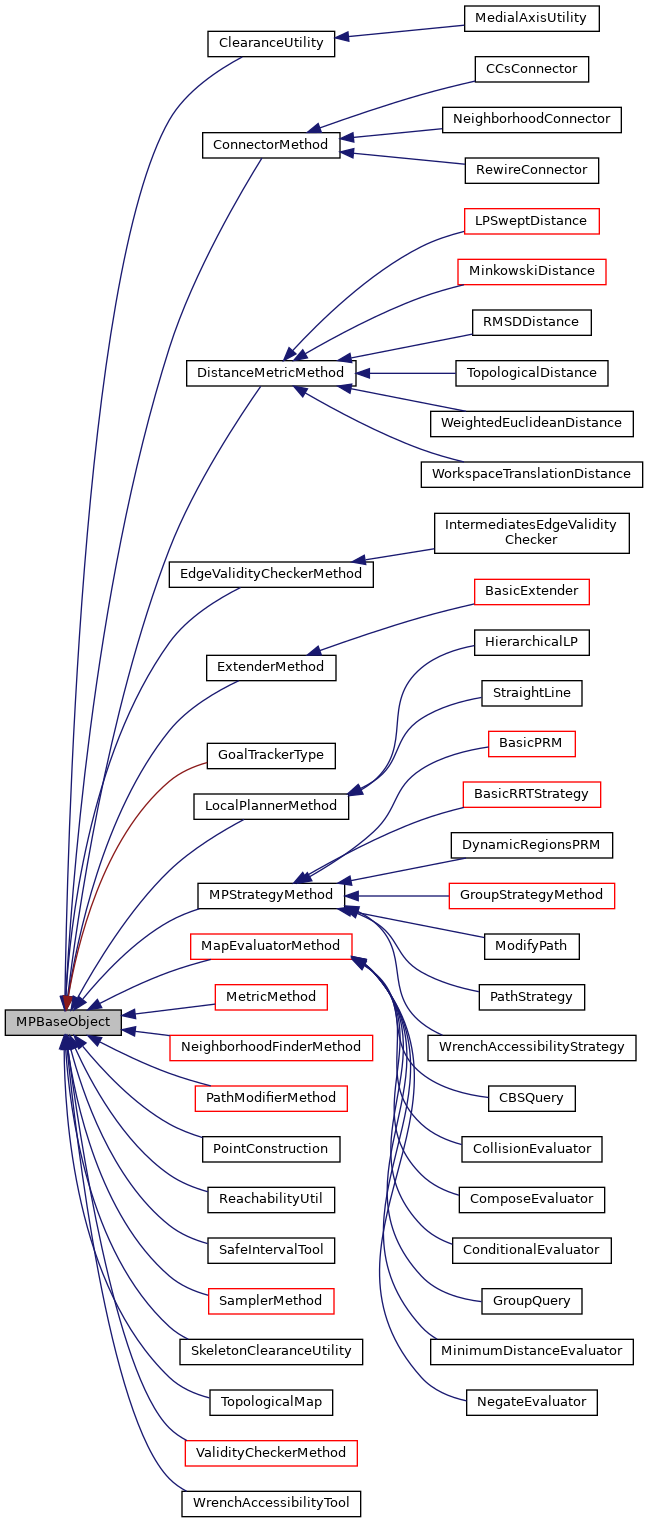 MedialAxisUtility
ClearanceUtility
CCsConnector
NeighborhoodConnector
ConnectorMethod
RewireConnector
LPSweptDistance
MinkowskiDistance
RMSDDistance
DistanceMetricMethod
TopologicalDistance
WeightedEuclideanDistance
WorkspaceTranslationDistance
IntermediatesEdgeValidity
Checker
EdgeValidityCheckerMethod
BasicExtender
HierarchicalLP
ExtenderMethod
StraightLine
BasicPRM
GoalTrackerType
BasicRRTStrategy
LocalPlannerMethod
DynamicRegionsPRM
MPStrategyMethod
GroupStrategyMethod
MapEvaluatorMethod
ModifyPath
MetricMethod
PathStrategy
MPBaseObject
NeighborhoodFinderMethod
WrenchAccessibilityStrategy
PathModifierMethod
CBSQuery
PointConstruction
CollisionEvaluator
ReachabilityUtil
ComposeEvaluator
SafeIntervalTool
ConditionalEvaluator
SamplerMethod
GroupQuery
SkeletonClearanceUtility
MinimumDistanceEvaluator
TopologicalMap
NegateEvaluator
ValidityCheckerMethod
WrenchAccessibilityTool